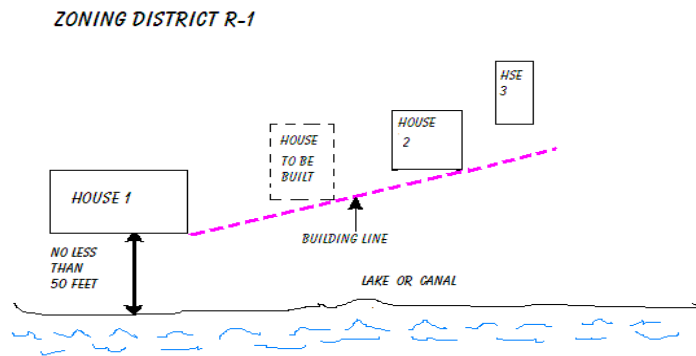 ZONING DISTRICT R-1
HSE
3
HOUSE
2
HOUSE
TO BE
BUILT
HOUSE 1
BUILDING LINE
NO LESS
THAN
50 FEET
LAKE OR CANAL